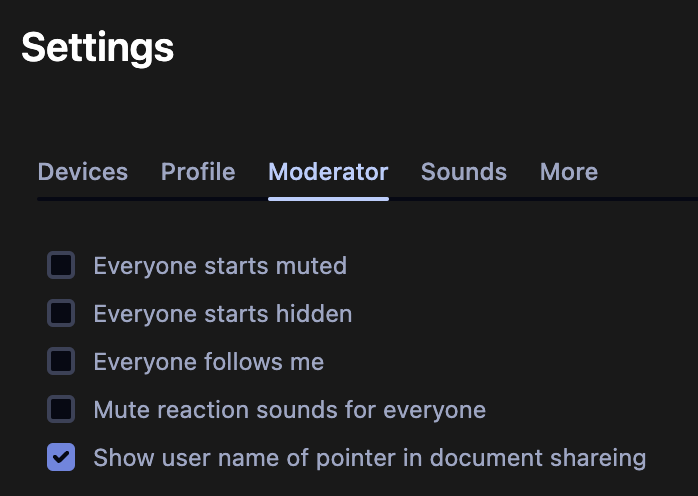 Settings
Devices Profile Moderator Sounds More
Everyone starts muted
Everyone starts hidden
Everyone follows me
Mute reaction sounds for everyone
Show user name of pointer in document shareing